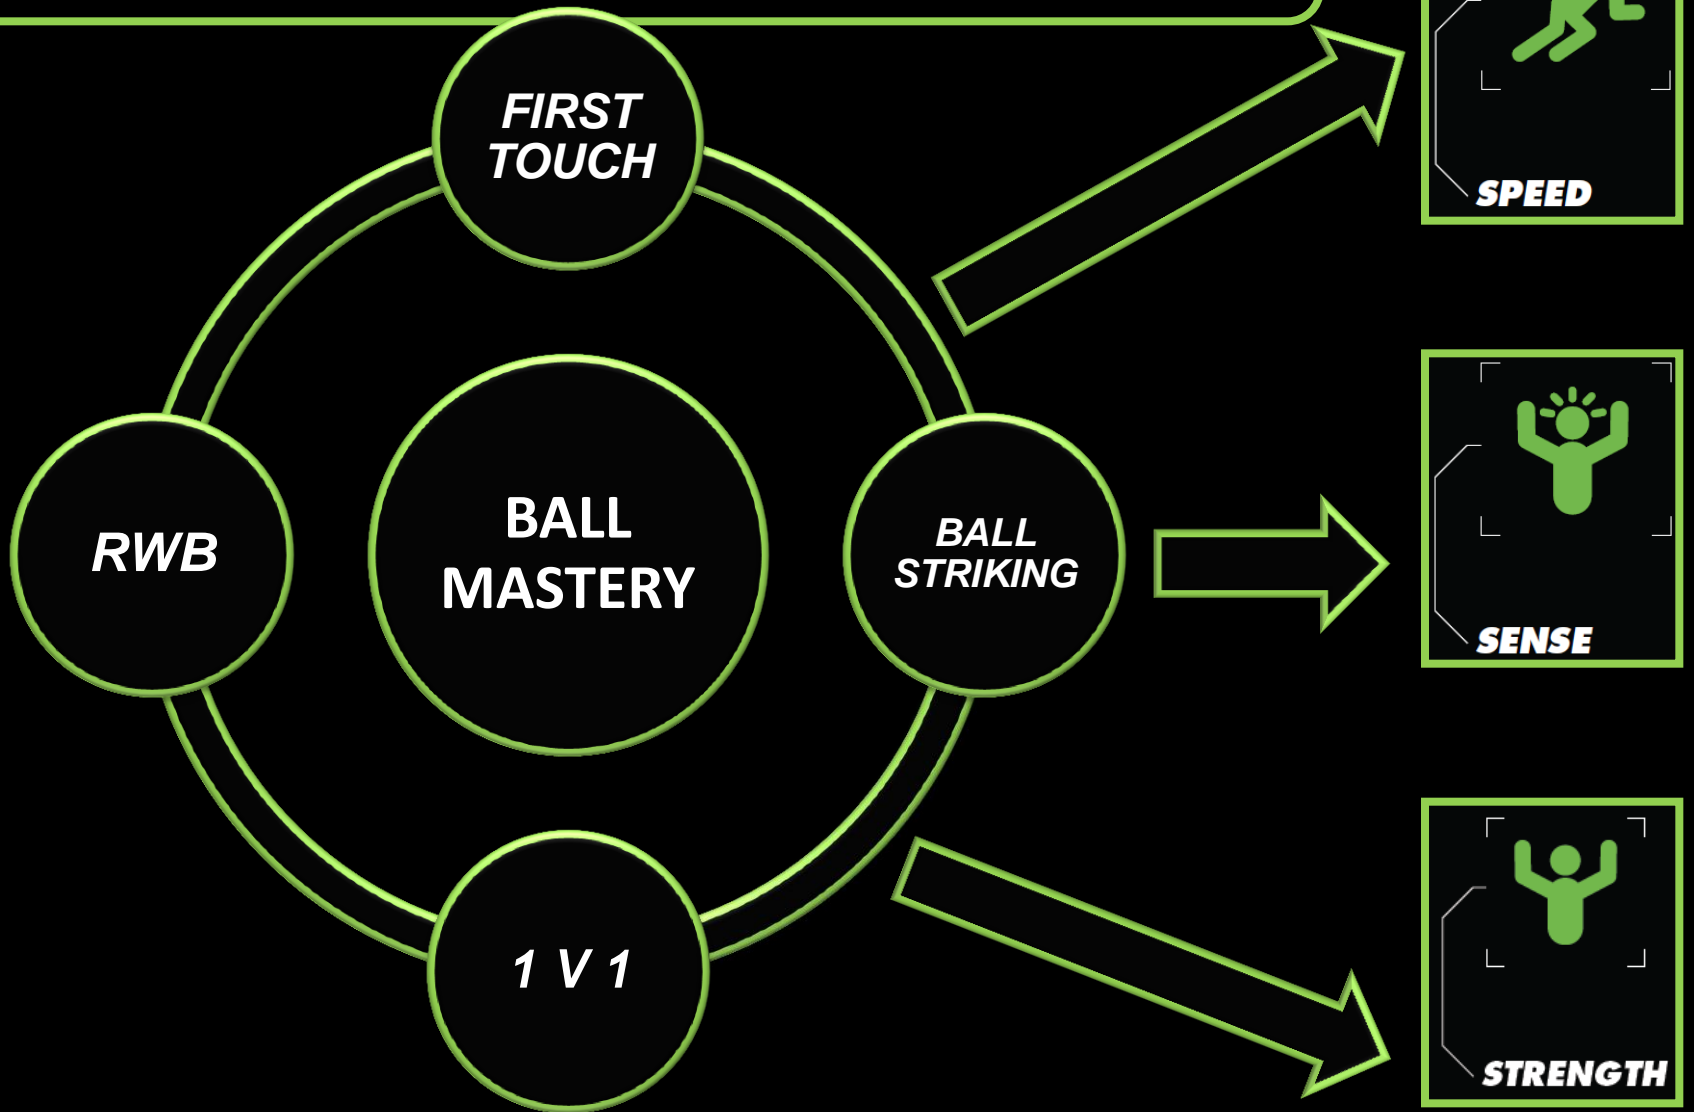 FIRST
TOUCH
SPEED
RWB
BALL
MASTERY
BALL
STRIKING
SENSE
1 V 1
STRENGTH